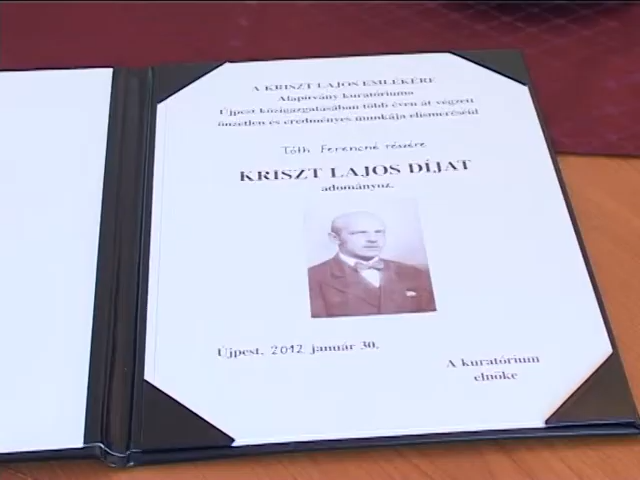 A KRISZT LAJOS EMLÉKÉRE
Alapítvány kuratóriuma
Újpest közigazgatásában több éven át végzett
önzetlen és eredményes munkája elismeréséül
Tóth Ferencné részére
KRISZT LAJOS DÍJAT
adományoz.
Újpest, 2012 január 30.
A kuratórium
elnöke